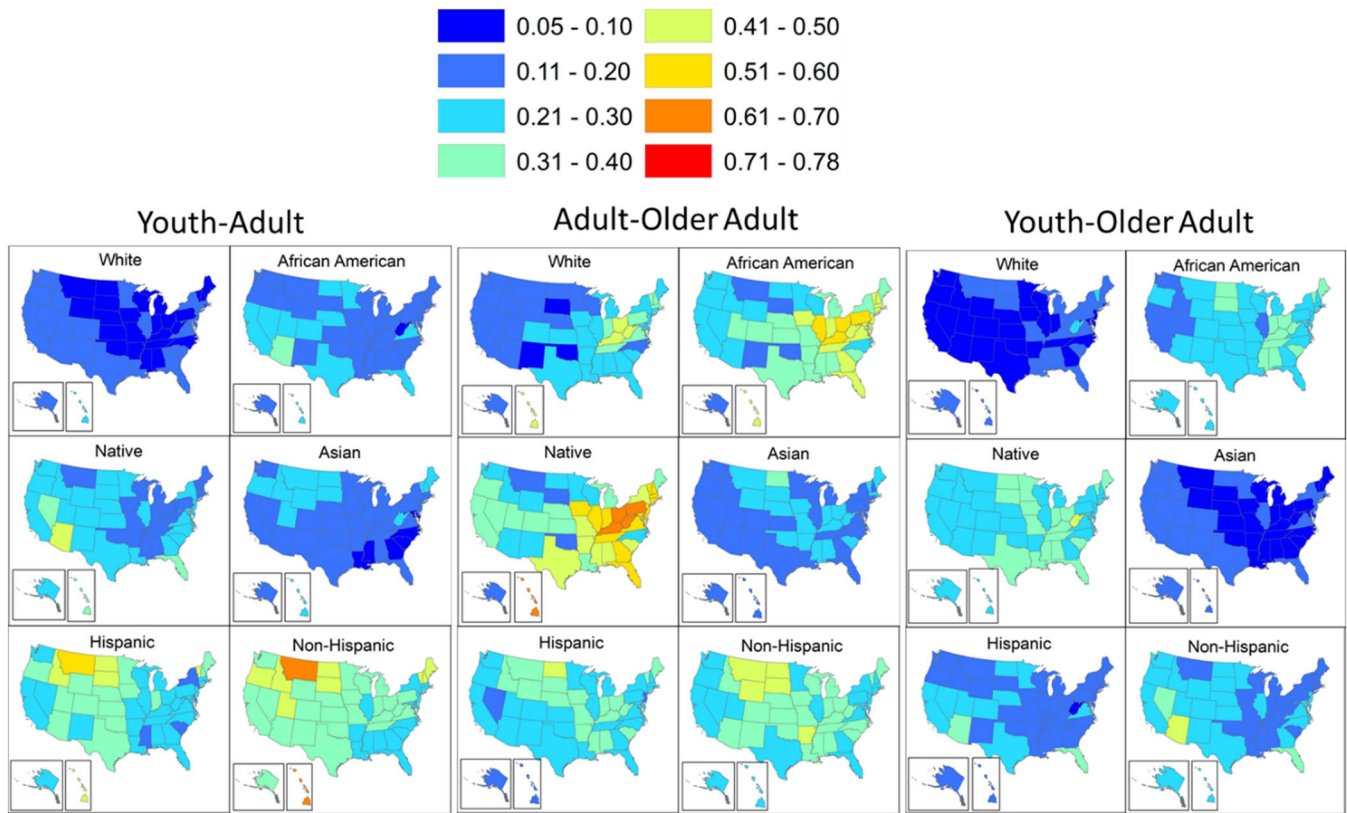 0.05 - 0.10 0.41 - 0.50
0.11 - 0.20 0.51 - 0.60
0.21 - 0.30 0.61 - 0.70
0.31 - 0.40 0.71 - 0.78
Youth-Adult Adult-Older Adult Youth-Older Adult
White African American White African American White African American
Native Asian Native Asian Native Asian
Hispanic Non-Hispanic Hispanic Non-Hispanic Hispanic Non-Hispanic